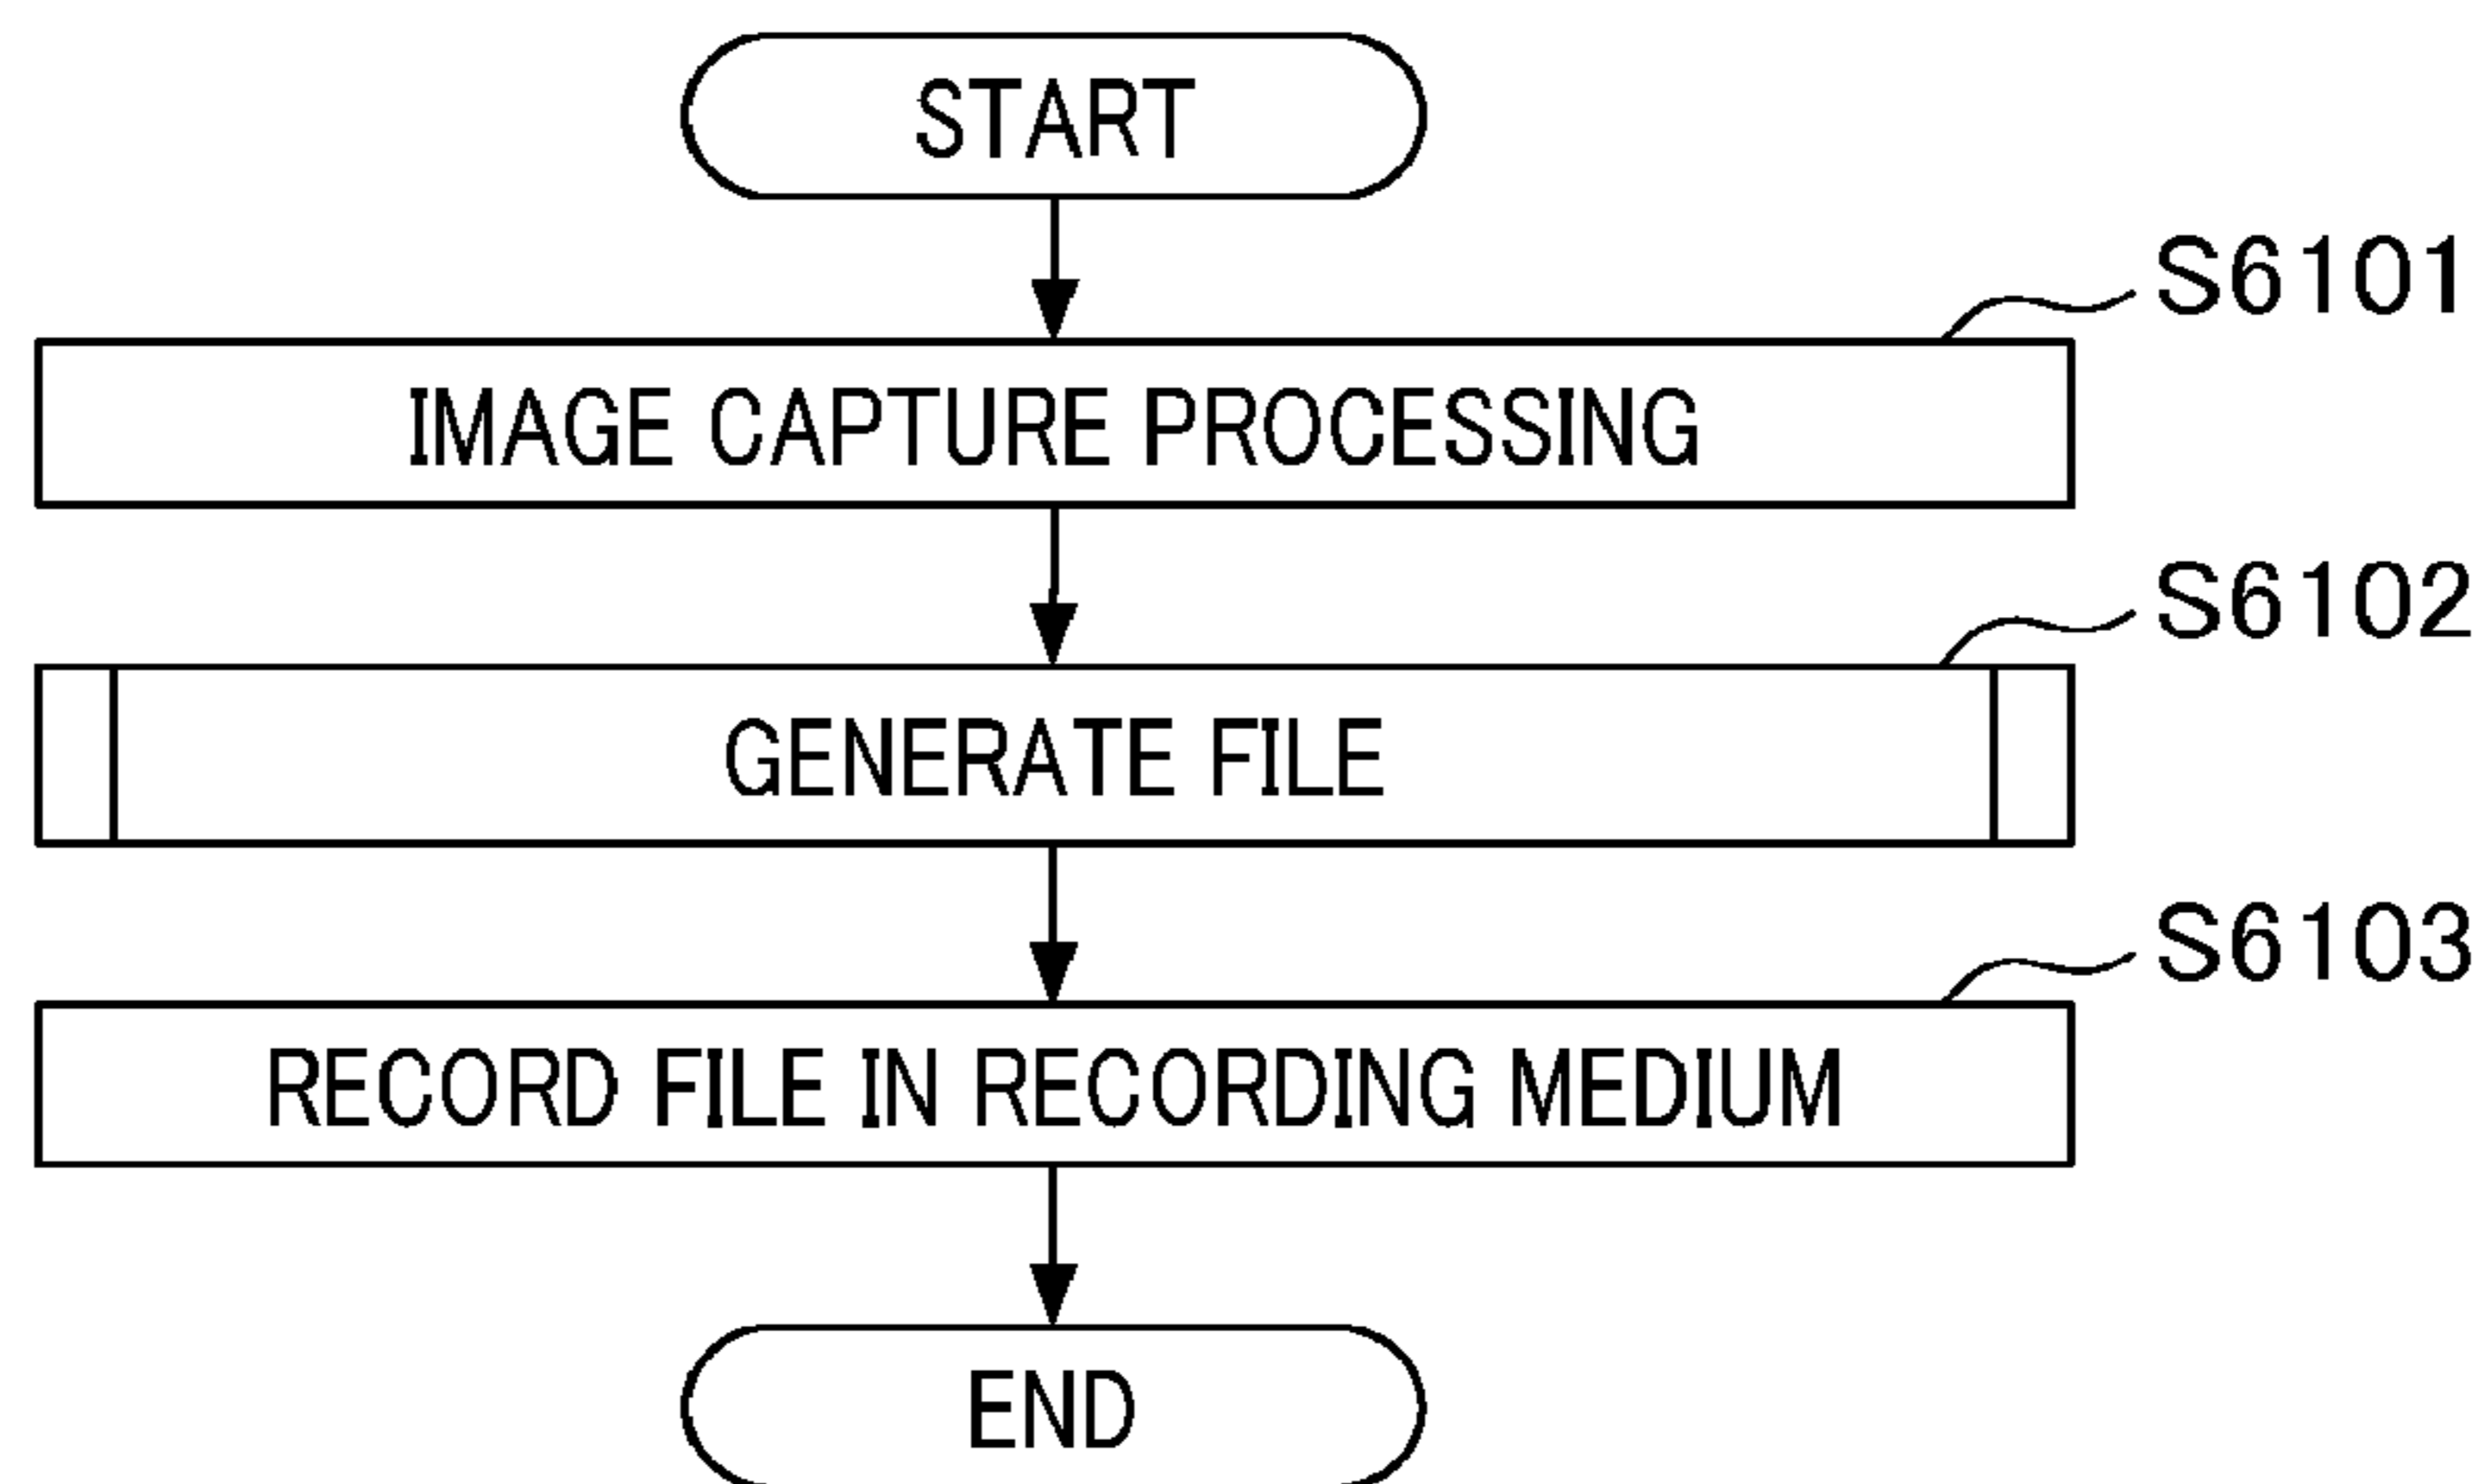 START
S6101
IMAGE CAPTURE PROCESSING
S6102
GENERATE FILE
S6103
RECORD FILE IN RECORDING MEDIUM
END